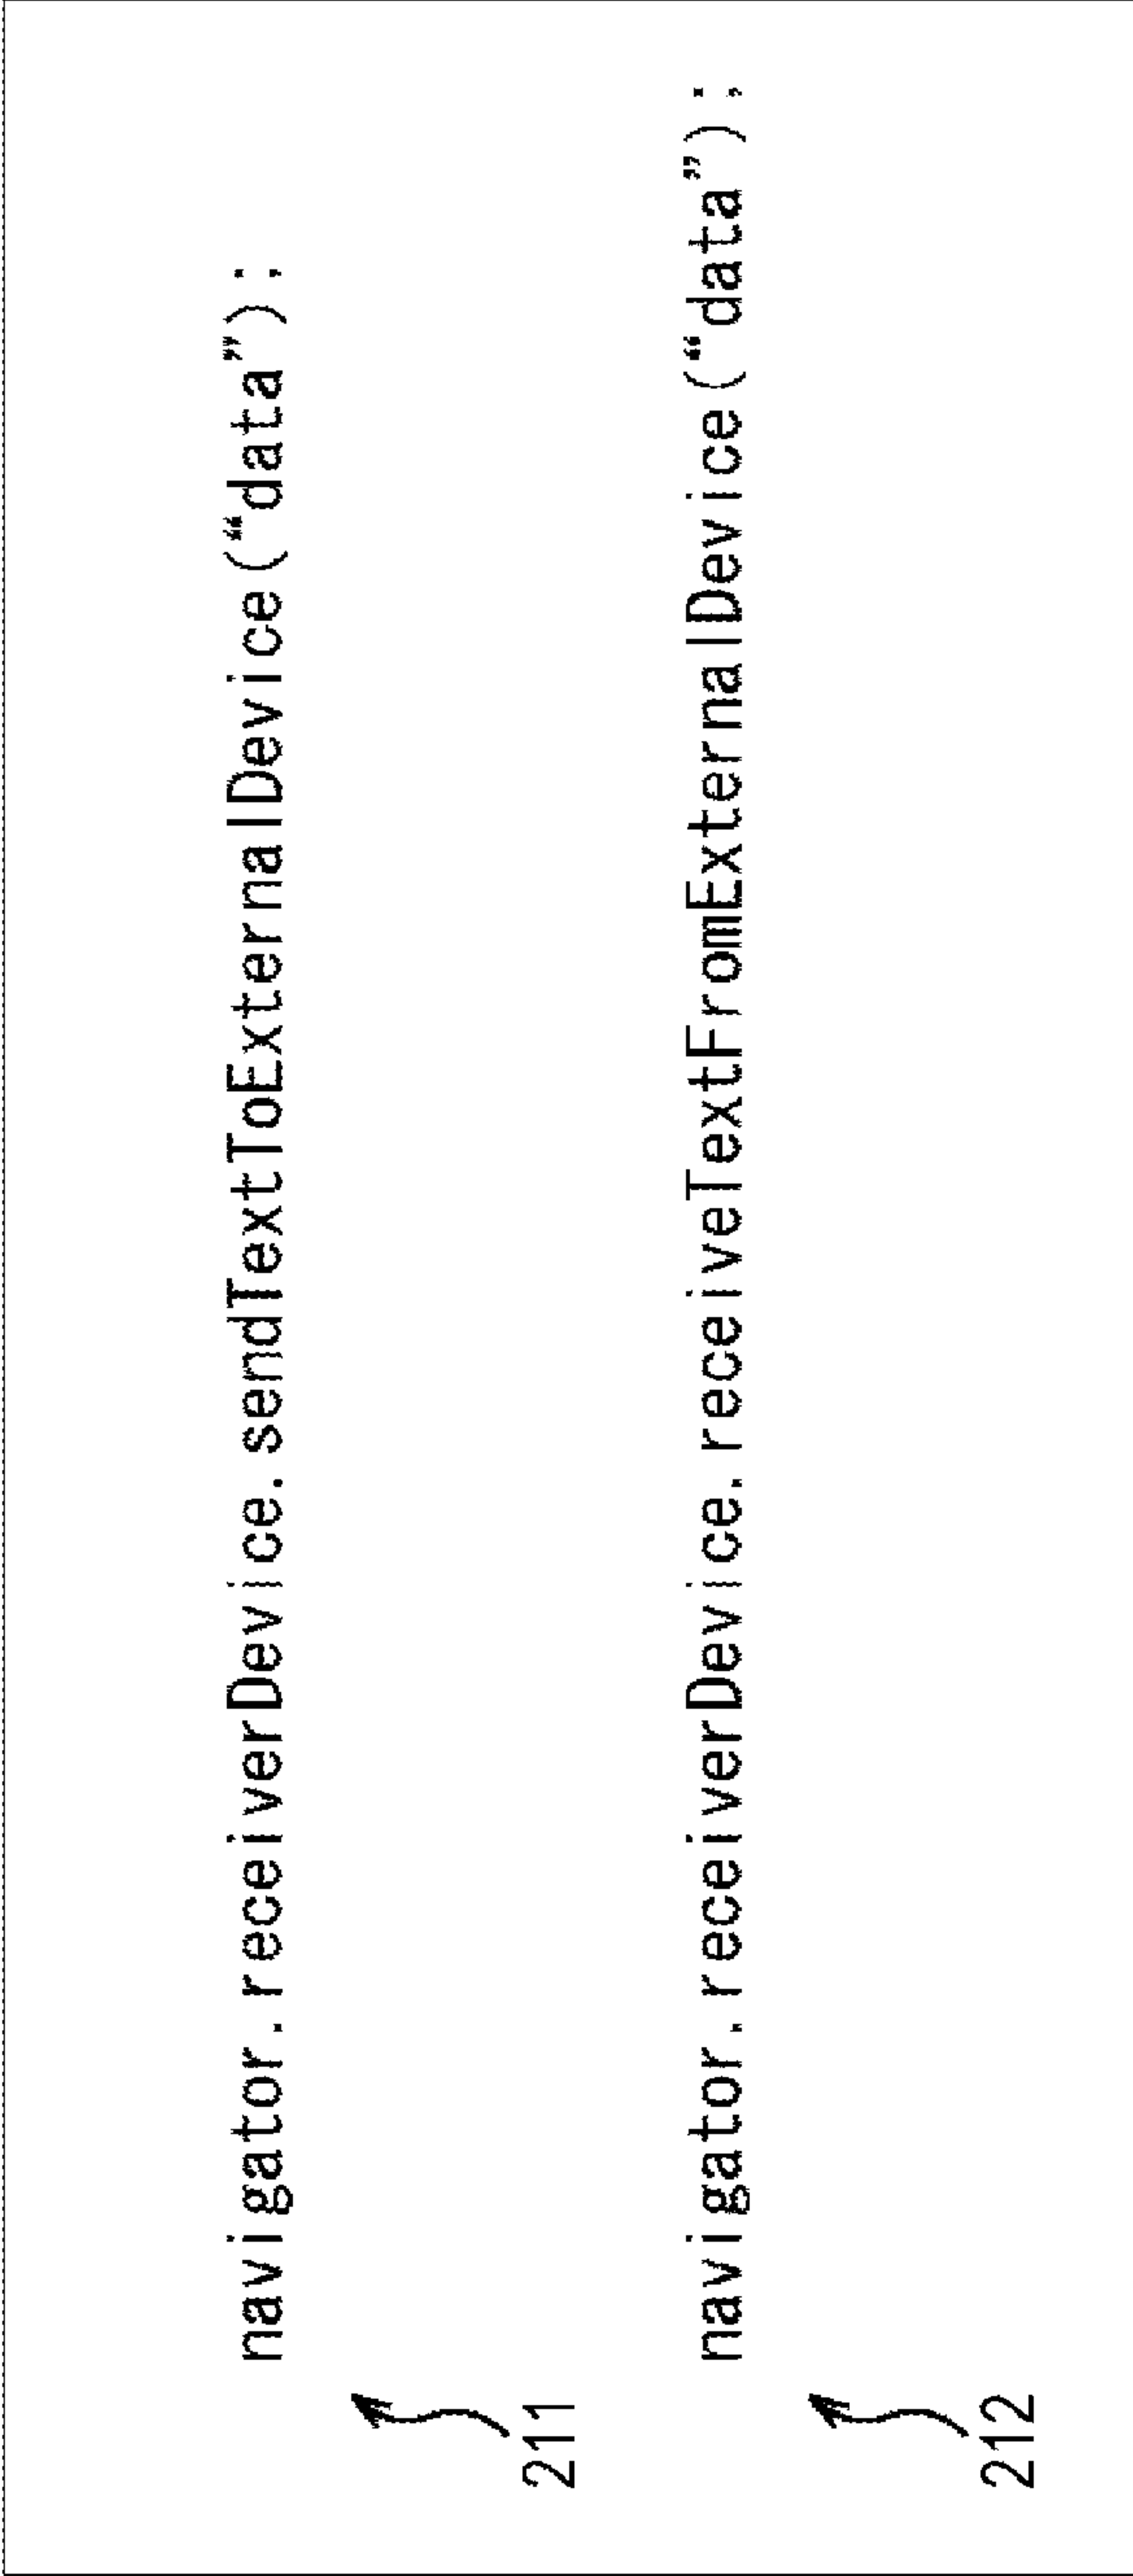 navigator.receiverDevice.sendTextToExternalDevice(“data”);
211
navigator.receiverDevice.receiveTextFromExternalDevice(“data”);
212